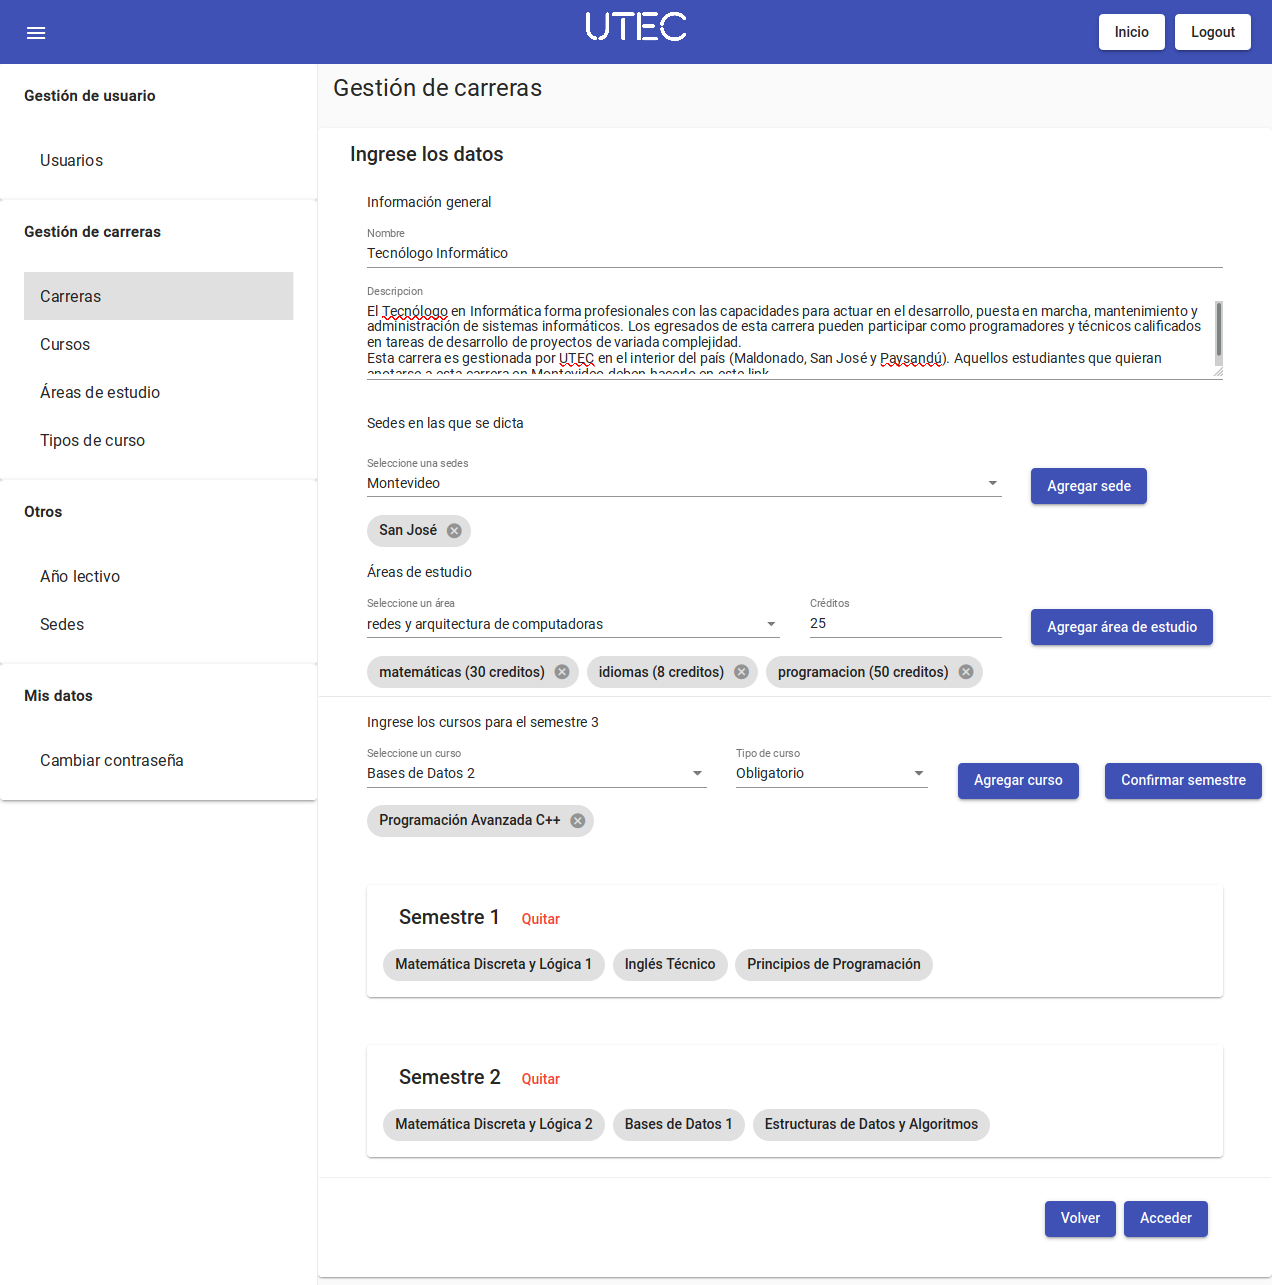 UTEC
Inicio
Logout
Gestión de usuario
Usuarios
Gestión de carreras
Carreras
Cursos
Áreas de estudio
Tipos de curso
Otros
Año lectivo
Sedes
Mis datos
Cambiar contraseña
Gestión de carreras
Ingrese los datos
Información general
Nombre
Tecnólogo Informático
Descripcion
El Tecnólogo en Informática forma profesionales con las capacidades para actuar en el desarrollo, puesta en marcha, mantenimiento y
administración de sistemas informáticos. Los egresados de esta carrera pueden participar como programadores y técnicos calificados
en tareas de desarrollo de proyectos de variada complejidad.
Esta carrera es gestionada por UTEC en el interior del país (Maldonado, San José y Paysandú). Aquellos estudiantes que quieran
anotarse a esta carrera en Montevideo deben hacerlo en este link
Sedes en las que se dicta
Seleccione una sedes
Montevideo
Agregar sede
San José
Áreas de estudio
Seleccione un área
redes y arquitectura de computadoras
Créditos
25
Agregar área de estudio
matemáticas (30 creditos)
idiomas (8 creditos)
programacion (50 creditos)
Ingrese los cursos para el semestre 3
Seleccione un curso
Bases de Datos 2
Tipo de curso
Obligatorio
Agregar curso
Confirmar semestre
Programación Avanzada C++
Semestre 1
Quitar
Matemática Discreta y Lógica 1
Inglés Técnico
Principios de Programación
Semestre 2
Quitar
Matemática Discreta y Lógica 2
Bases de Datos 1
Estructuras de Datos y Algoritmos
Volver
Acceder